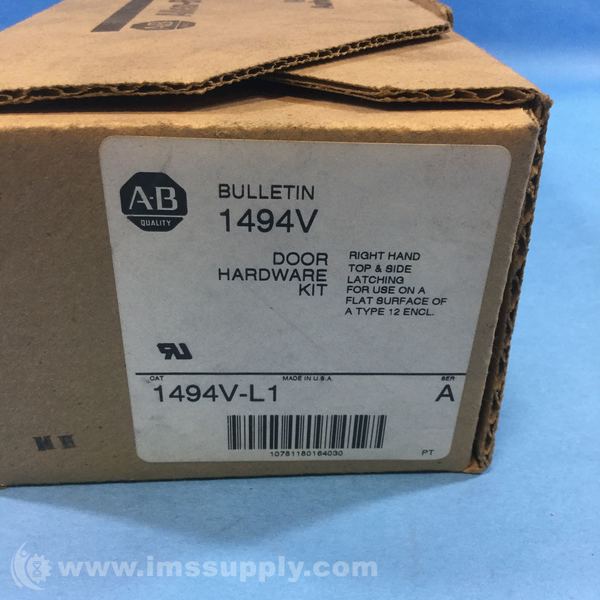 A-B
QUALITY
BULLETIN
1494V
DOOR
HARDWARE
KIT
RIGHT HAND
TOP & SIDE
LATCHING
FOR USE ON A
FLAT SURFACE OF
A TYPE 12 ENCL.
CAT
MADE IN U.S.A.
SER
1494V-L1
A
10781180164030
PT
www.imssupply.com